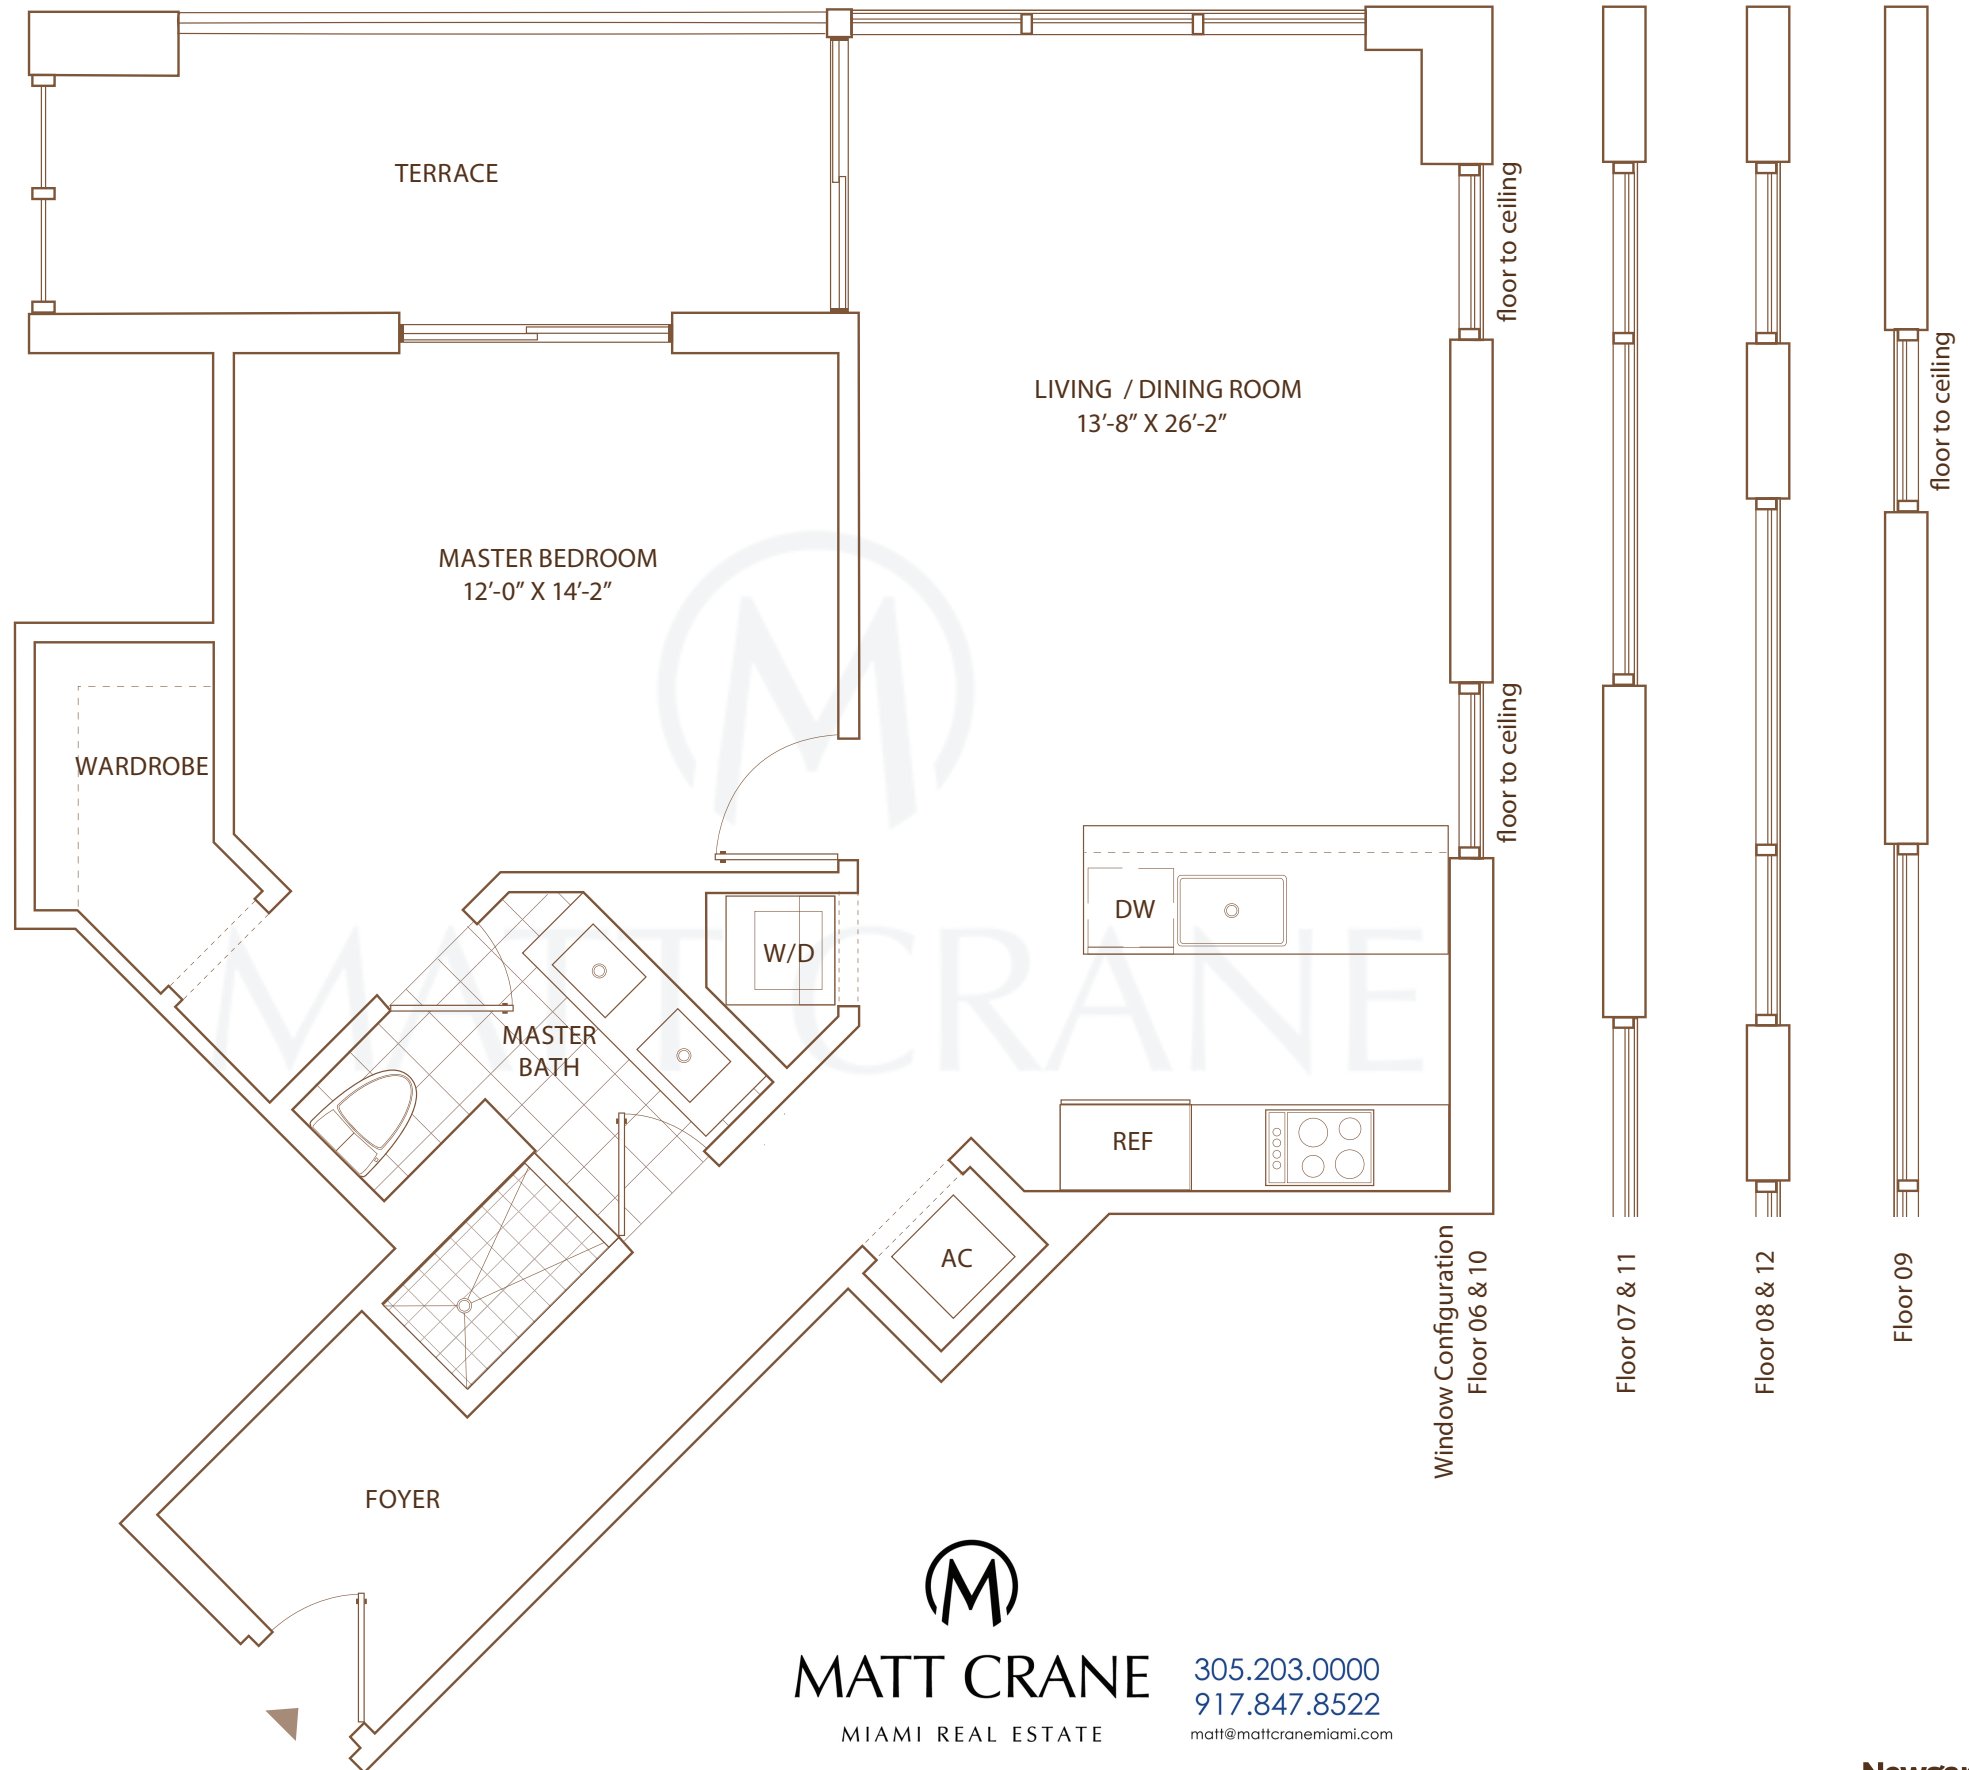 TERRACE
LIVING / DINING ROOM
13’-8” X 26’-2”
MASTER BEDROOM
12’-0” X 14’-2”
WARDROBE
W/D
DW
MASTER
BATH
REF
AC
FOYER
floor to ceiling
floor to ceiling
floor to ceiling
Window Configuration
Floor 06 & 10
Floor 07 & 11
Floor 08 & 12
Floor 09
MATT CRANE
M
MATT CRANE
MIAMI REAL ESTATE
305.203.0000
917.847.8522
matt@mattcranemiami.com